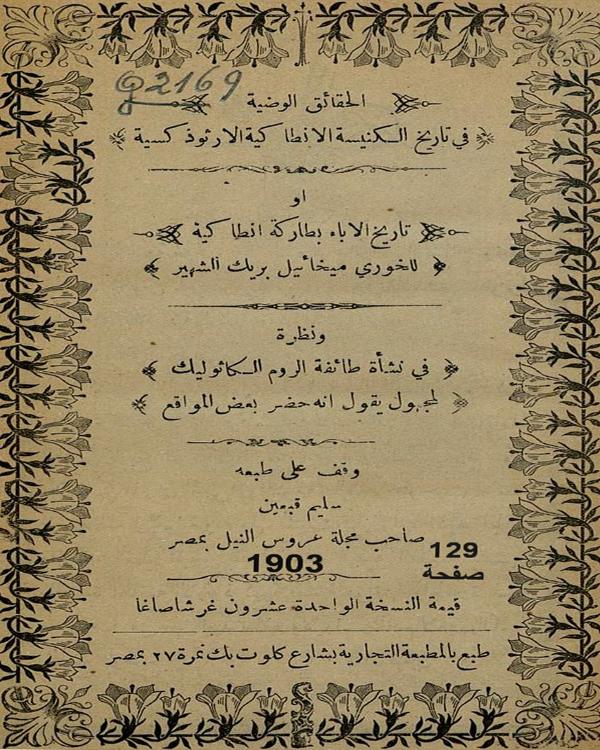 G2169
الحقائق الوضية
في تاريخ الكنيسة الانطاكية الارثوذكسية
او
تاريخ الاباء بطاركة انطاكية
للخوري ميخائيل بريك الشهير
ونظرة
في نشأة طائفة الروم الكاثوليك
لمجهول يقول انه حضر بعض المواقع
وقف على طبعه
سليم قبعين
صاحب مجلة عروس النيل بمصر
1903
129
صفحة
قيمة النسخة الواحدة عشرون غرشا صاغا
طبع بالمطبعة التجارية بشارع كلوت بك نمرة ٢٧ بمصر